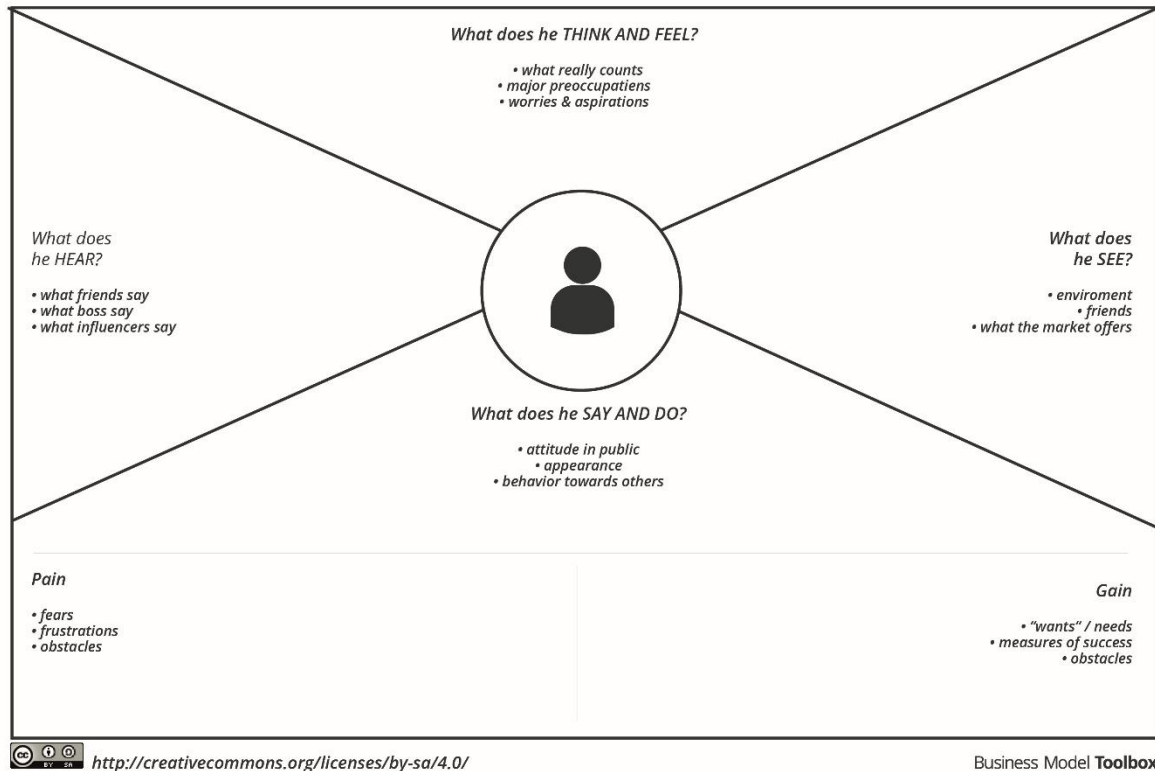 What does he THINK AND FEEL?
• what really counts
• major preoccupatiens
• worries & aspirations
What does
he HEAR?
• what friends say
• what boss say
• what influencers say
What does
he SEE?
• enviroment
• friends
• what the market offers
What does he SAY AND DO?
• attitude in public
• appearance
• behavior towards others
Pain
• fears
• frustrations
• obstacles
Gain
• “wants” / needs
• measures of success
• obstacles
cc BY SA
http://creativecommons.org/licenses/by-sa/4.0/
Business Model Toolbox